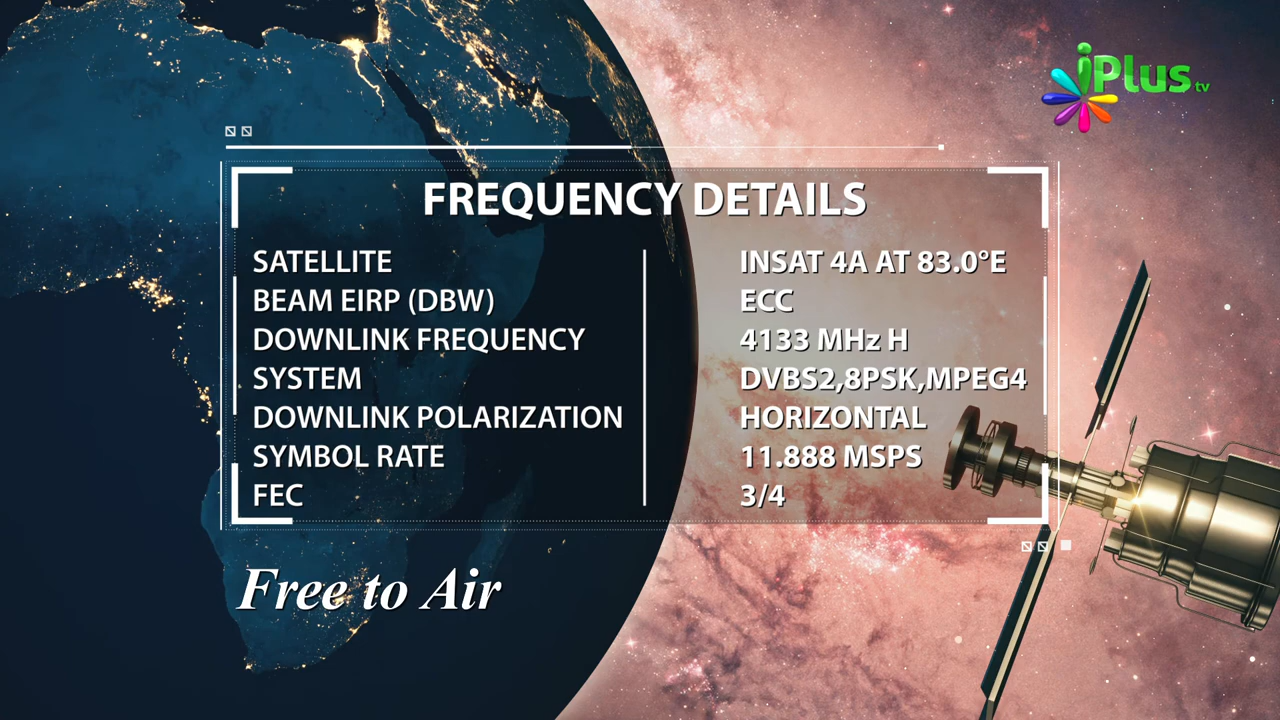 iPlus tv
FREQUENCY DETAILS
SATELLITE INSAT 4A AT 83.0°E
BEAM EIRP (DBW) ECC
DOWNLINK FREQUENCY 4133 MHz H
SYSTEM DVBS2,8PSK,MPEG4
DOWNLINK POLARIZATION HORIZONTAL
SYMBOL RATE 11.888 MSPS
FEC 3/4
Free to Air